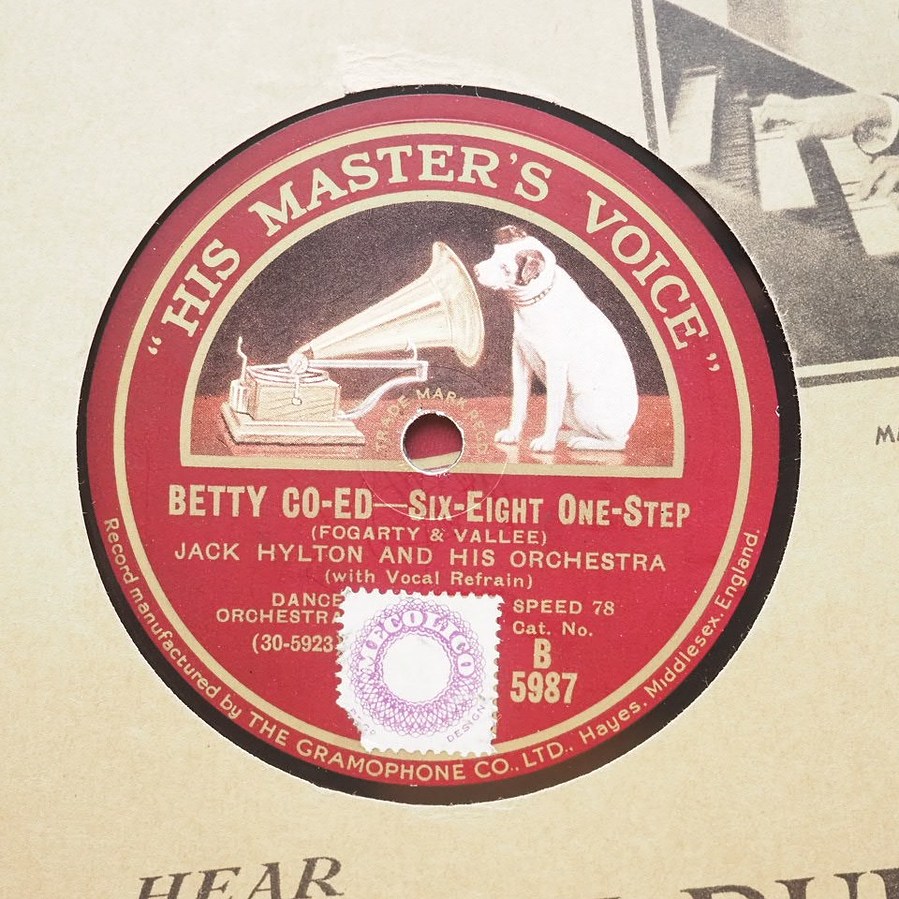 "HIS MASTER'S VOICE"
TRADE MARK REGD
BETTY CO-ED—SIX-EIGHT ONE-STEP
(FOGARTY & VALLEE)
JACK HYLTON AND HIS ORCHESTRA
(with Vocal Refrain)
DANCE
ORCHESTRA
(30-5923)
SPEED 78
Cat. No.
B
5987
MECOLICO
DESIGN
Record manufactured by THE GRAMOPHONE CO., LTD., Hayes, Middlesex, England.
HEAR